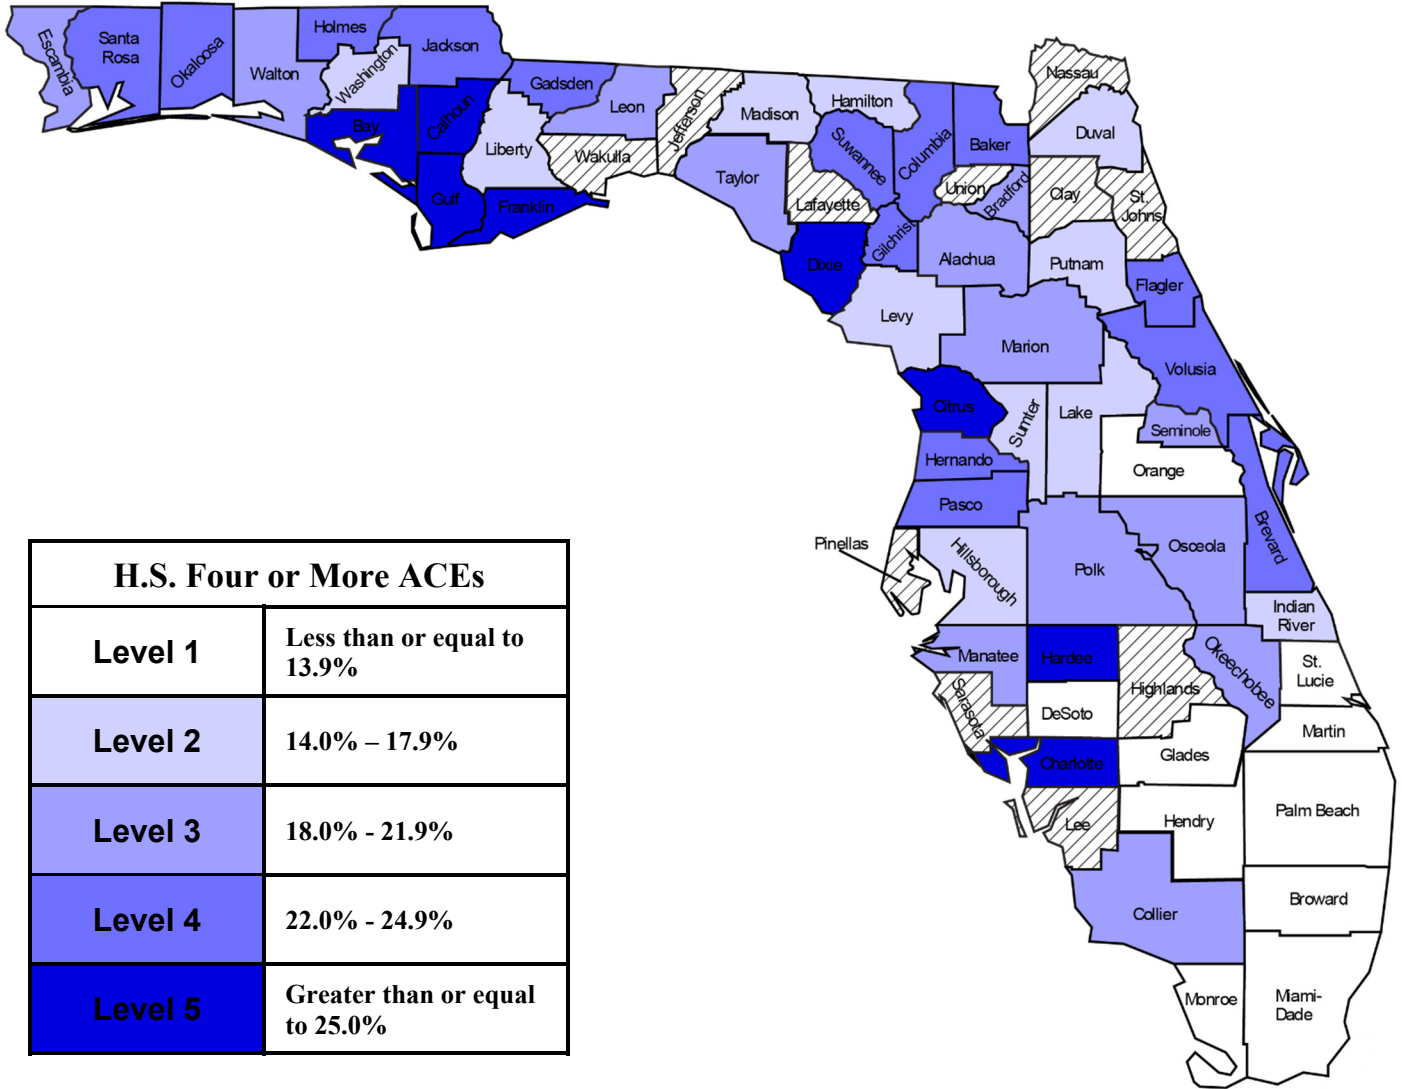 Escambia
Santa
Rosa
Okaloosa
Walton
Holmes
Washington
Jackson
Bay
Calhoun
Gulf
Liberty
Gadsden
Franklin
Leon
Wakulla
Jefferson
Madison
Taylor
Hamilton
Suwannee
Lafayette
Dixie
Columbia
Gilchrist
Baker
Union
Bradford
Alachua
Levy
Nassau
Duval
Clay
St.
Johns
Putnam
Flagler
Marion
Volusia
Citrus
Sumter
Lake
Seminole
Orange
Hernando
Pasco
Pinellas
Hillsborough
Polk
Osceola
Brevard
Indian
River
Manatee
Hardee
Highlands
Okeechobee
St.
Lucie
Sarasota
DeSoto
Martin
Charlotte
Glades
Lee
Hendry
Palm Beach
Collier
Broward
Monroe
Miami-
Dade
H.S. Four or More ACEs
Level 1
Less than or equal to
13.9%
Level 2
14.0% – 17.9%
Level 3
18.0% - 21.9%
Level 4
22.0% - 24.9%
Level 5
Greater than or equal
to 25.0%